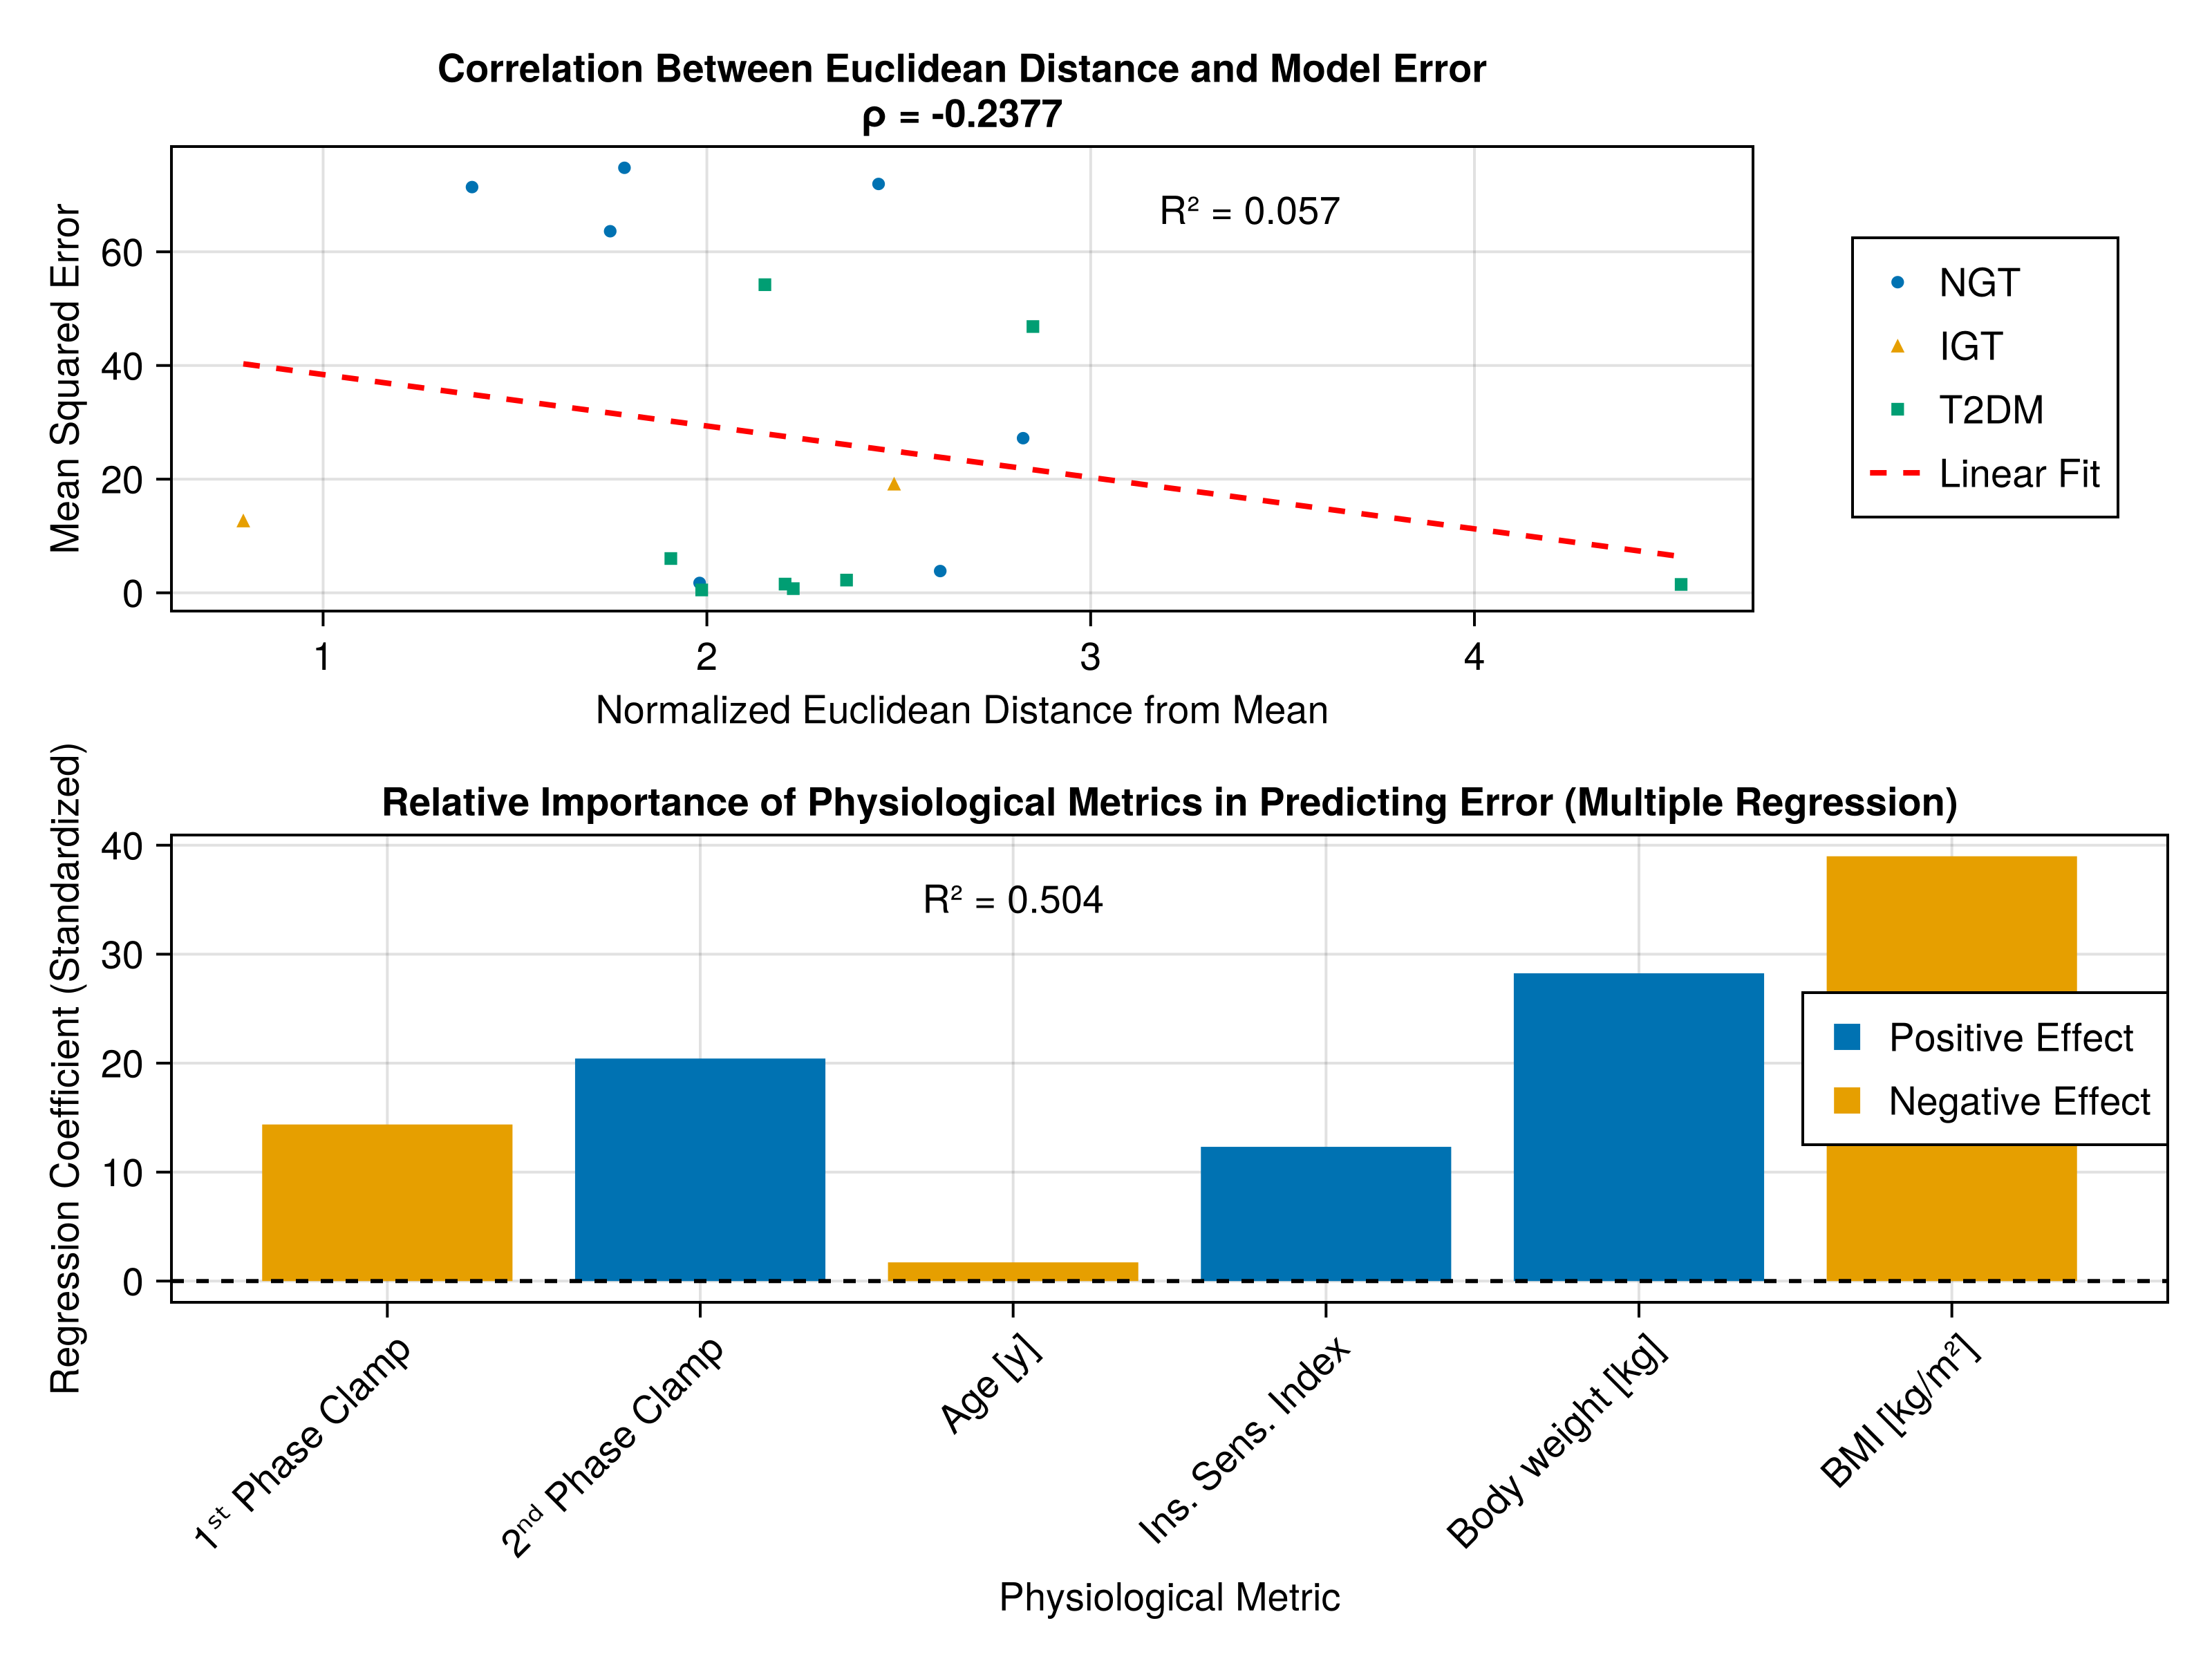 Correlation Between Euclidean Distance and Model Error
ρ = -0.2377
R² = 0.057
Mean Squared Error
60
40
20
0
1
2
3
4
Normalized Euclidean Distance from Mean
NGT
IGT
T2DM
Linear Fit
Relative Importance of Physiological Metrics in Predicting Error (Multiple Regression)
R² = 0.504
Regression Coefficient (Standardized)
40
30
20
10
0
Positive Effect
Negative Effect
1ˢᵗ Phase Clamp
2ⁿᵈ Phase Clamp
Age [y]
Ins. Sens. Index
Body weight [kg]
BMI [kg/m²]
Physiological Metric